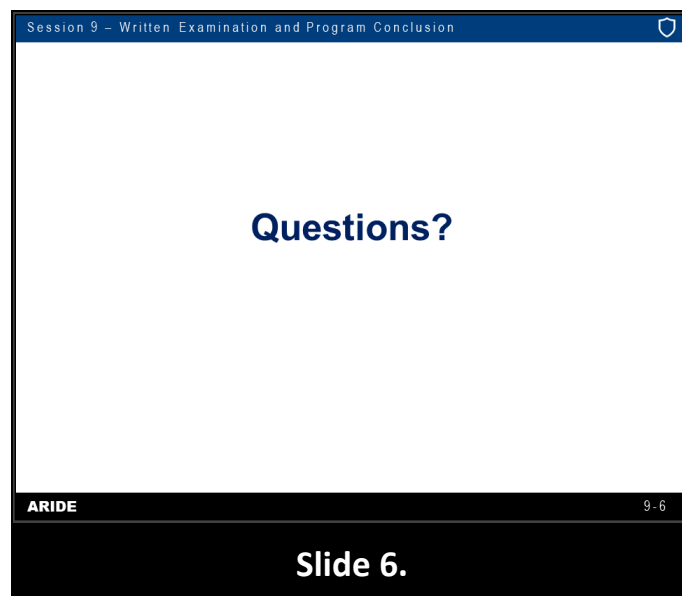 Session 9 – Written Examination and Program Conclusion
Questions?
ARIDE 9-6
Slide 6.